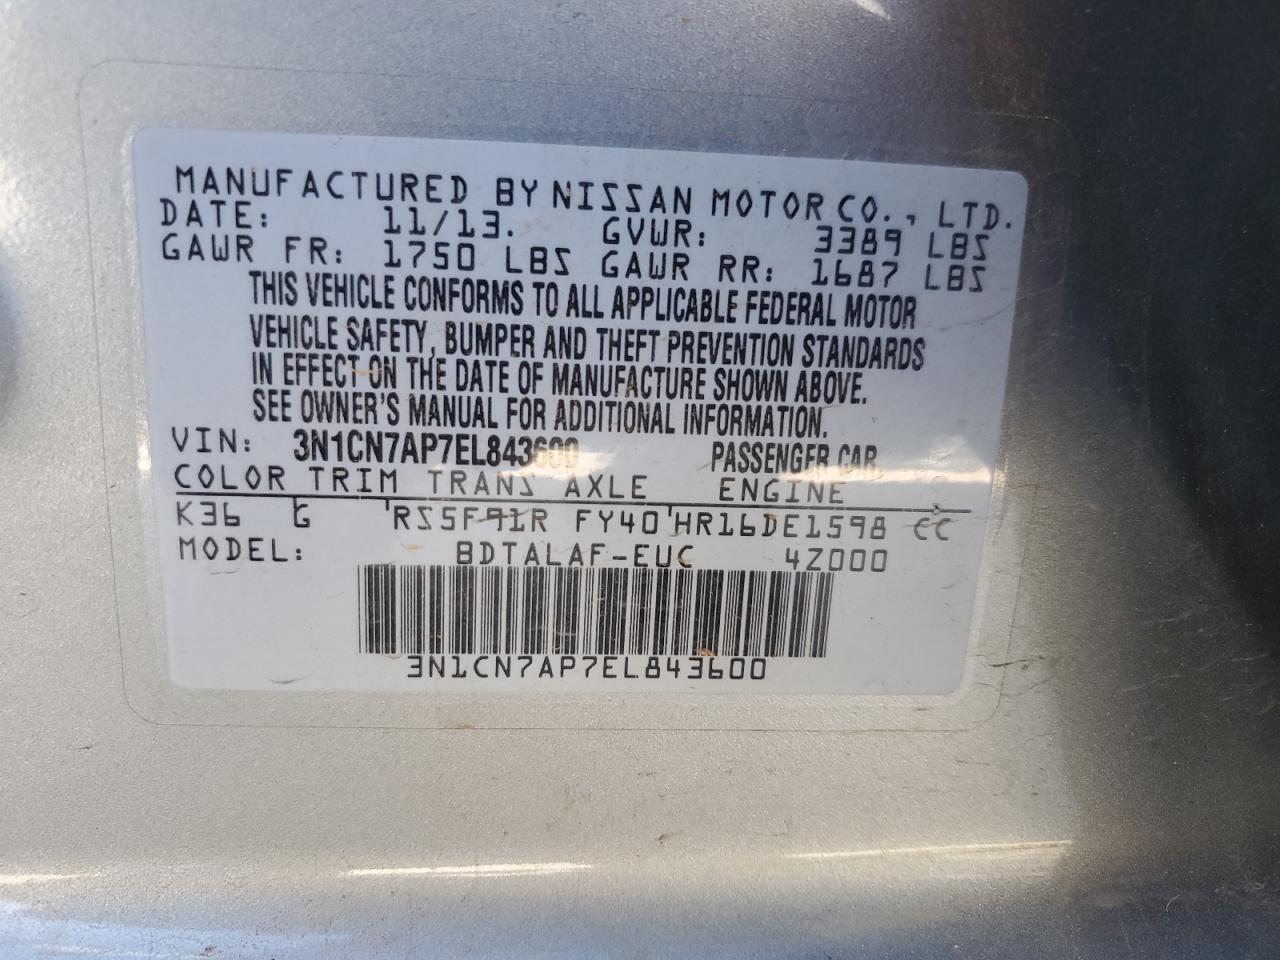 MANUFACTURED BY NISSAN MOTOR CO., LTD.
DATE: 11/13. GVWR: 3389 LBS
GAWR FR: 1750 LBS GAWR RR: 1687 LBS
THIS VEHICLE CONFORMS TO ALL APPLICABLE FEDERAL MOTOR
VEHICLE SAFETY, BUMPER AND THEFT PREVENTION STANDARDS
IN EFFECT ON THE DATE OF MANUFACTURE SHOWN ABOVE.
SEE OWNER'S MANUAL FOR ADDITIONAL INFORMATION.
VIN: 3N1CN7AP7EL843600 PASSENGER CAR
COLOR TRIM TRANS AXLE ENGINE
K36 G RS5F91R FY40 HR16DE1598 CC
MODEL: BDTALAF-EUC 4Z000
3N1CN7AP7EL843600